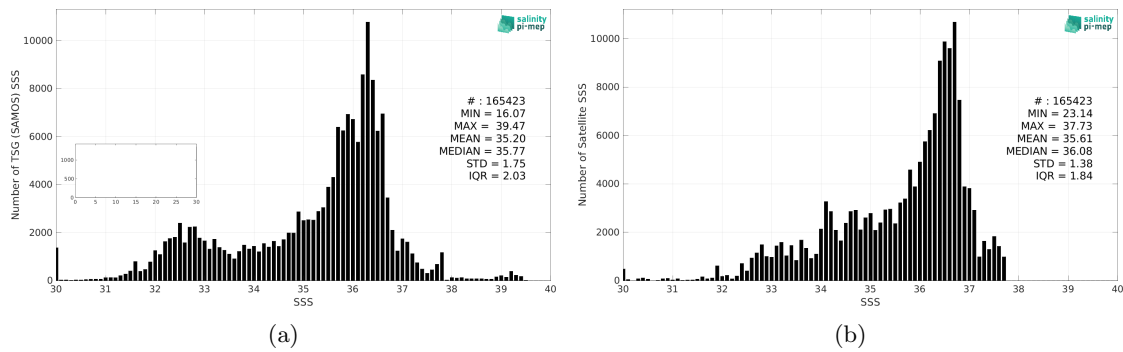 salinity
pi-mep
10000
8000
6000
4000
2000
0
Number of TSG (SAMOS) SSS
# : 165423
MIN = 16.07
MAX = 39.47
MEAN = 35.20
MEDIAN = 35.77
STD = 1.75
IQR = 2.03
1000
500
0
0 5 10 15 20 25 30
30 31 32 33 34 35 36 37 38 39 40
SSS
(a)
salinity
pi-mep
10000
8000
6000
4000
2000
0
Number of Satellite SSS
# : 165423
MIN = 23.14
MAX = 37.73
MEAN = 35.61
MEDIAN = 36.08
STD = 1.38
IQR = 1.84
30 31 32 33 34 35 36 37 38 39 40
SSS
(b)